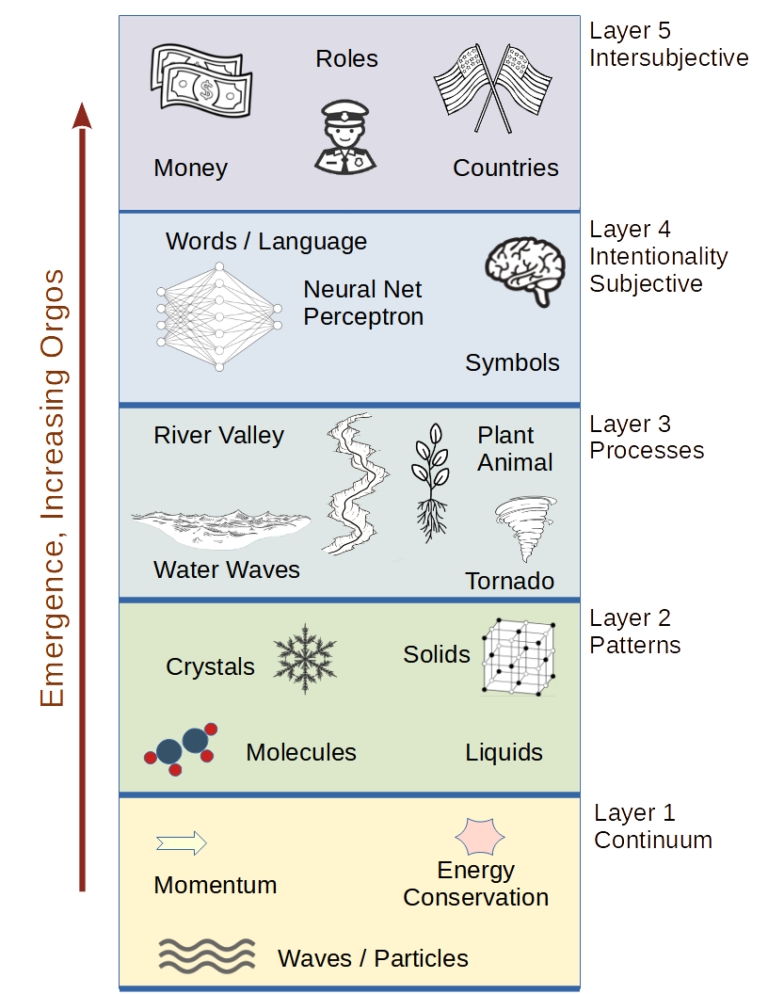 Layer 5
Intersubjective
Roles
$
Money
Countries
Layer 4
Intentionality
Subjective
Words / Language
Neural Net
Perceptron
Symbols
Layer 3
Processes
River Valley
Plant
Animal
Water Waves
Tornado
Layer 2
Patterns
Crystals
Solids
Molecules
Liquids
Layer 1
Continuum
Momentum
Energy
Conservation
Waves / Particles
Emergence, Increasing Orgos